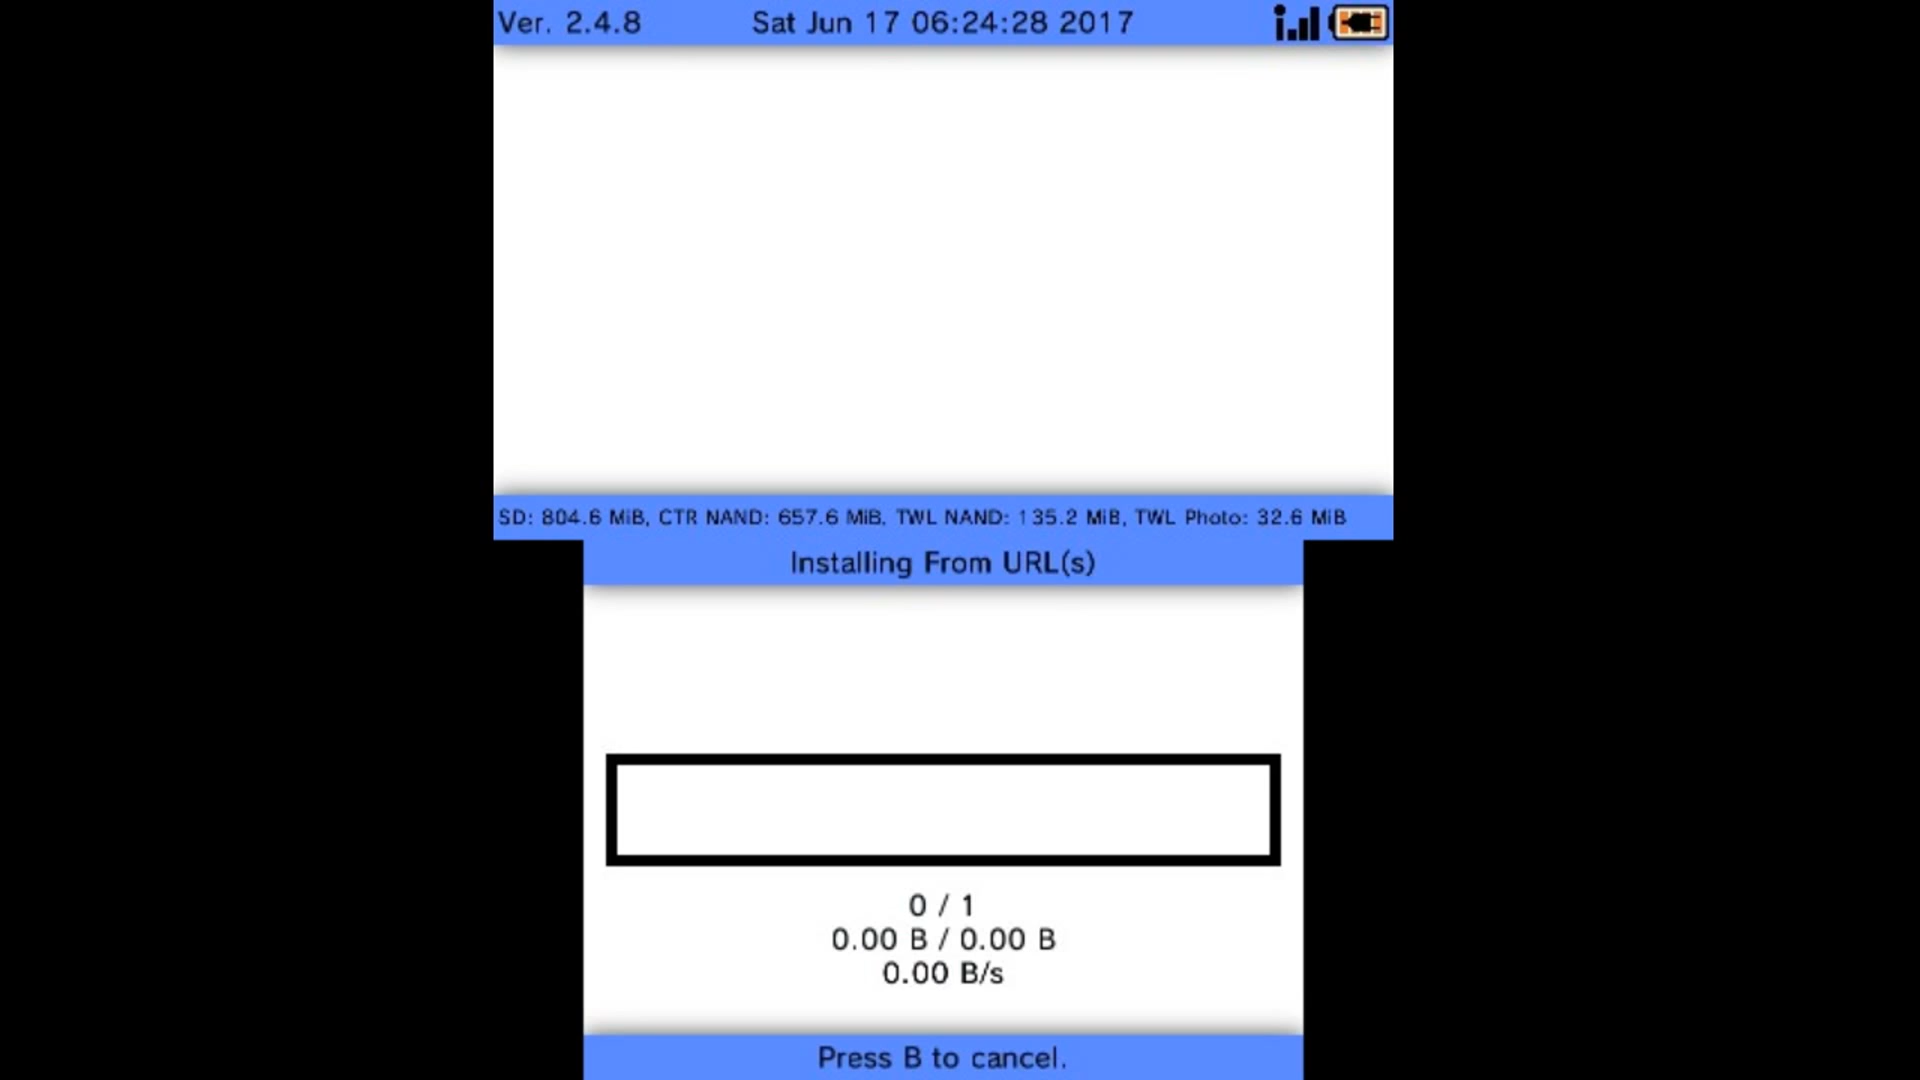 Ver. 2.4.8 Sat Jun 17 06:24:28 2017
SD: 804.6 MiB, CTR NAND: 657.6 MiB, TWL NAND: 135.2 MiB, TWL Photo: 32.6 MiB
Installing From URL(s)
0 / 1
0.00 B / 0.00 B
0.00 B/s
Press B to cancel.